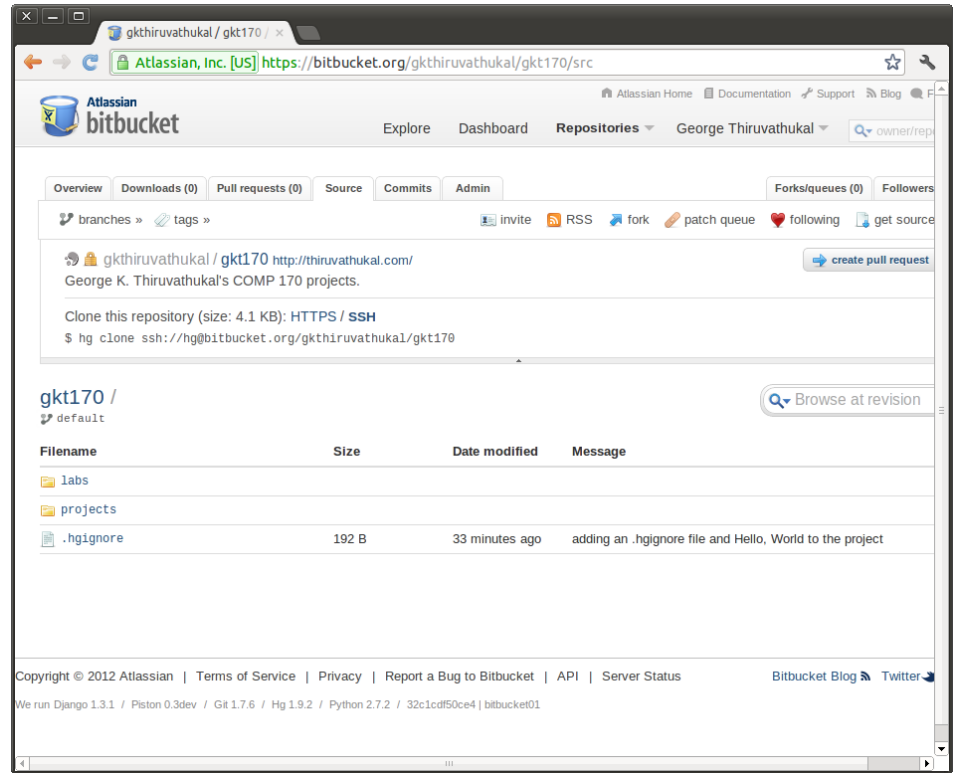 gkthiruvathukal / gkt170 /
Atlassian, Inc. [US] https://bitbucket.org/gkthiruvathukal/gkt170/src
Atlassian Home Documentation Support Blog F
Atlassian
bitbucket
Explore Dashboard Repositories George Thiruvathukal owner/repo
Overview Downloads (0) Pull requests (0) Source Commits Admin Forks/queues (0) Followers
branches » tags » invite RSS fork patch queue following get source
gkthiruvathukal / gkt170 http://thiruvathukal.com/ create pull request
George K. Thiruvathukal's COMP 170 projects.
Clone this repository (size: 4.1 KB): HTTPS / SSH
$ hg clone ssh://hg@bitbucket.org/gkthiruvathukal/gkt170
gkt170 /
Browse at revision
default
Filename Size Date modified Message
labs
projects
.hgignore 192 B 33 minutes ago adding an .hgignore file and Hello, World to the project
Copyright © 2012 Atlassian | Terms of Service | Privacy | Report a Bug to Bitbucket | API | Server Status Bitbucket Blog Twitter
We run Django 1.3.1 / Piston 0.3dev / Git 1.7.6 / Hg 1.9.2 / Python 2.7.2 / 32c1cdf50ce4 | bitbucket01